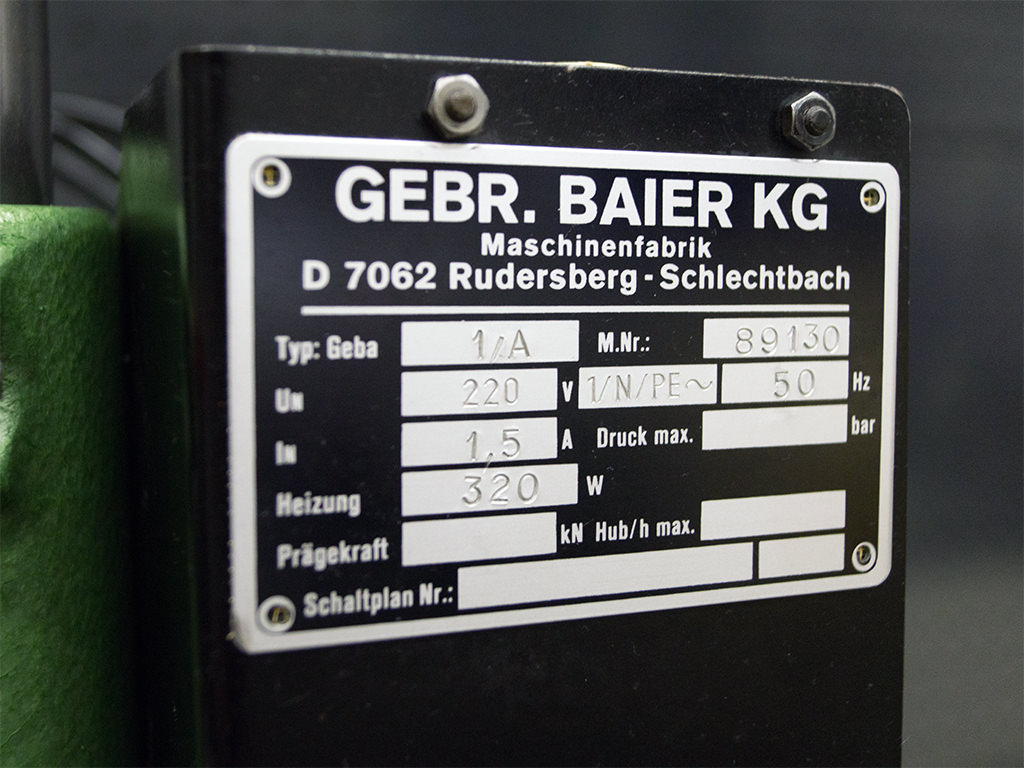 GEBR. BAIER KG
Maschinenfabrik
D 7062 Rudersberg - Schlechtbach
Typ: Geba 1/A M.Nr.: 89130
UN 220 V 1/N/PE~ 50 Hz
IN 1,5 A Druck max. bar
Heizung 320 W
Prägekraft kN Hub/h max.
Schaltplan Nr.: